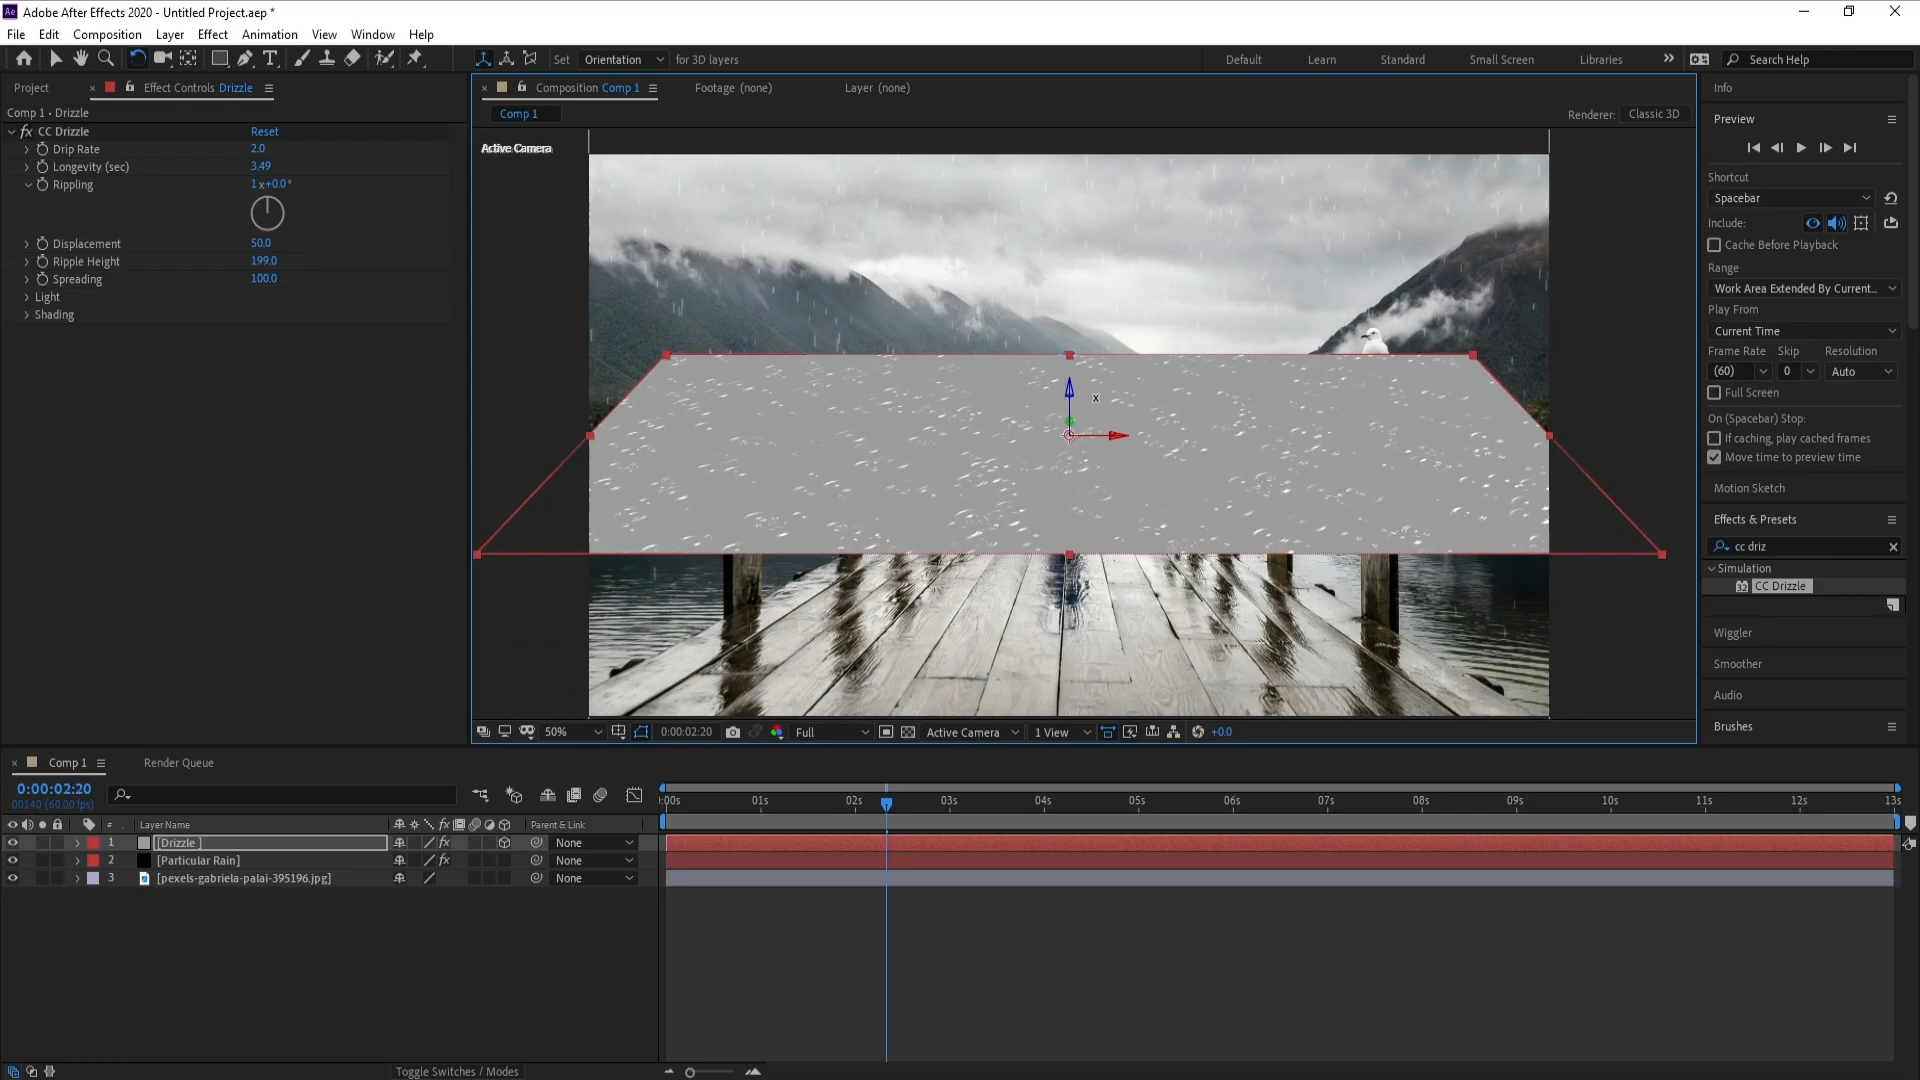 Adobe After Effects 2020 - Untitled Project.aep *
File Edit Composition Layer Effect Animation View Window Help
Set Orientation for 3D layers Default Learn Standard Small Screen Libraries Search Help
Project Effect Controls Drizzle
Comp 1 • Drizzle
fx CC Drizzle Reset
Drip Rate 2.0
Longevity (sec) 3.49
Rippling 1 x+0.0°
Displacement 50.0
Ripple Height 199.0
Spreading 100.0
Light
Shading
Composition Comp 1 Footage (none) Layer (none)
Comp 1 Renderer: Classic 3D
Active Camera
x
50% 0:00:02:20 Full Active Camera 1 View +0.0
Info
Preview
Shortcut
Spacebar
Include:
Cache Before Playback
Range
Work Area Extended By Current...
Play From
Current Time
Frame Rate Skip Resolution
(60) 0 Auto
Full Screen
On (Spacebar) Stop:
If caching, play cached frames
Move time to preview time
Motion Sketch
Effects & Presets
cc driz
Simulation
32 CC Drizzle
Wiggler
Smoother
Audio
Brushes
Comp 1 Render Queue
0:00:02:20
00140 (60.00 fps)
:00s 01s 02s 03s 04s 05s 06s 07s 08s 09s 10s 11s 12s 13s
# Layer Name fx Parent & Link
1 [Drizzle ] fx None
2 [Particular Rain] fx None
3 [pexels-gabriela-palai-395196.jpg] None
Toggle Switches / Modes